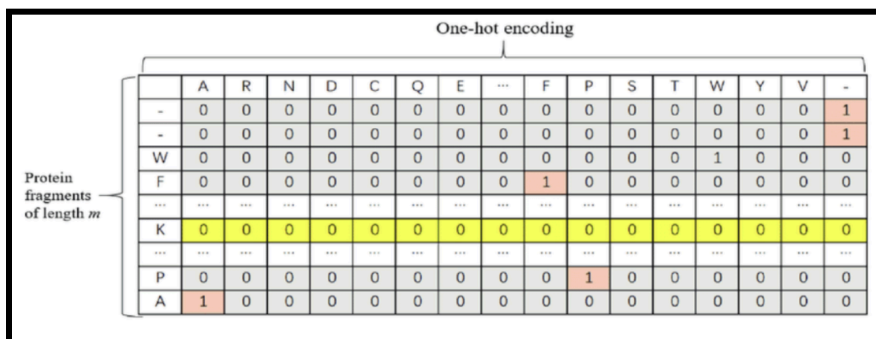 One-hot encoding
A R N D C Q E ... F P S T W Y V -
- 0 0 0 0 0 0 0 0 0 0 0 0 0 0 0 1
- 0 0 0 0 0 0 0 0 0 0 0 0 0 0 0 1
W 0 0 0 0 0 0 0 0 0 0 0 0 1 0 0 0
F 0 0 0 0 0 0 0 0 1 0 0 0 0 0 0 0
... ... ... ... ... ... ... ... ... ... ... ... ... ... ... ... ...
K 0 0 0 0 0 0 0 0 0 0 0 0 0 0 0 0
... ... ... ... ... ... ... ... ... ... ... ... ... ... ... ... ...
P 0 0 0 0 0 0 0 0 0 1 0 0 0 0 0 0
A 1 0 0 0 0 0 0 0 0 0 0 0 0 0 0 0
Protein
fragments
of length m